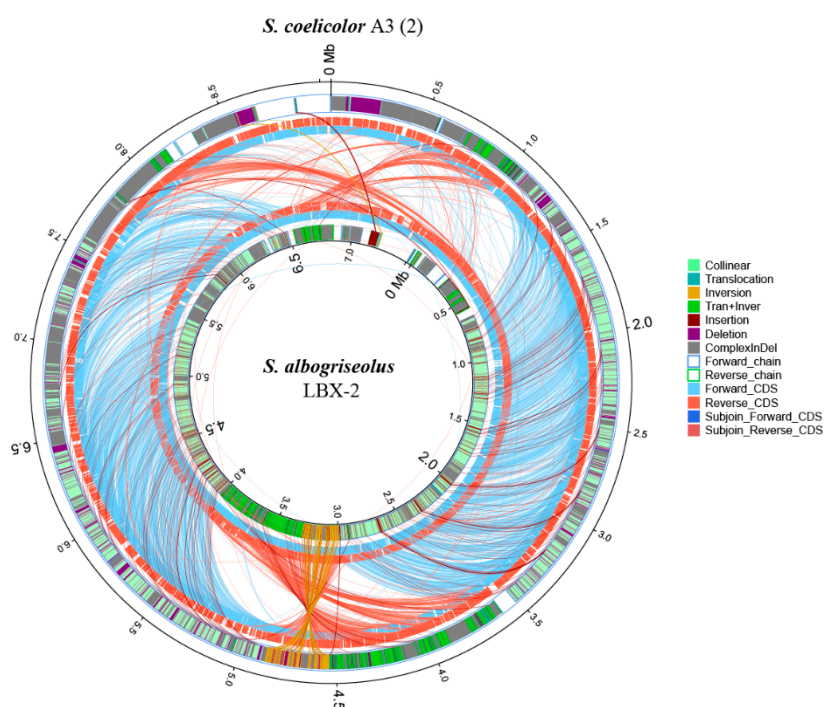 S. coelicolor A3 (2)
0 Mb
0.5
1.0
1.5
2.0
2.5
3.0
3.5
4.0
4.5
5.0
5.5
6.0
6.5
7.0
7.5
8.0
8.5
0 Mb
0.5
1.0
1.5
2.0
2.5
3.0
3.5
4.0
4.5
5.0
5.5
6.0
6.5
7.0
S. albogriseolus
LBX-2
Collinear
Translocation
Inversion
Tran+Inver
Insertion
Deletion
ComplexInDel
Forward_chain
Reverse_chain
Forward_CDS
Reverse_CDS
Subjoin_Forward_CDS
Subjoin_Reverse_CDS